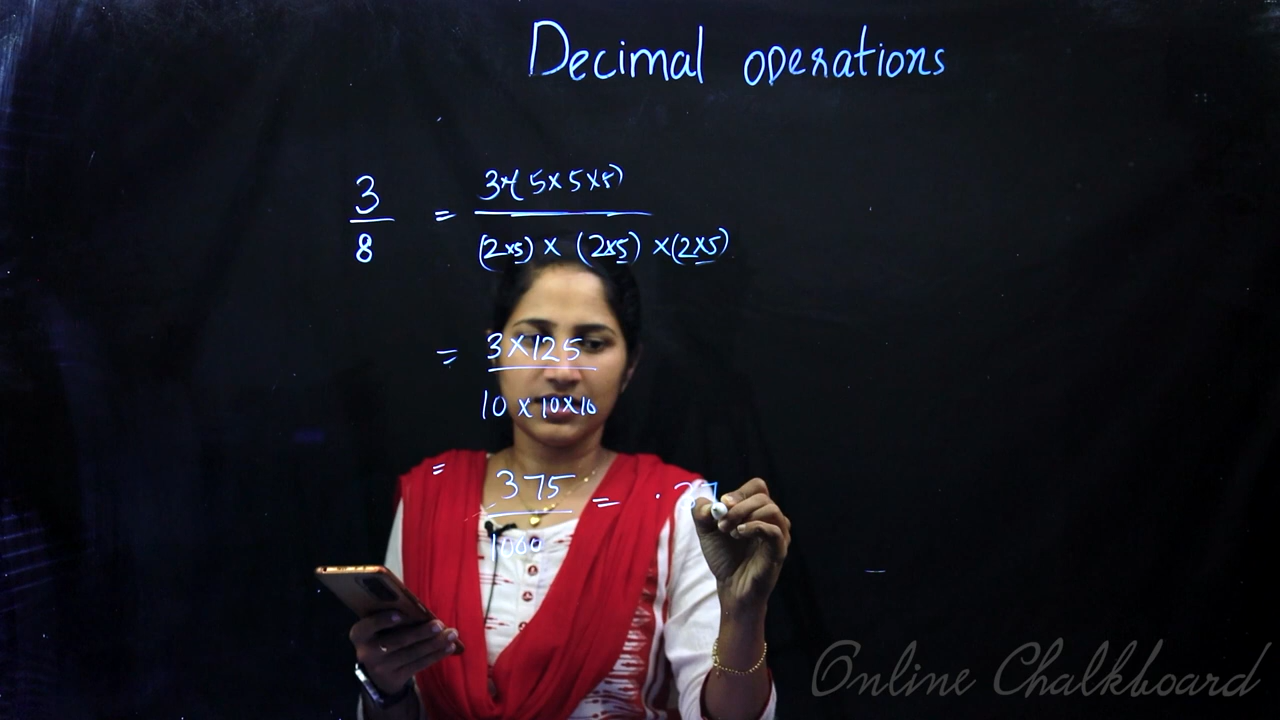 Decimal operations
3/8 = 3×(5×5×5) / (2×5) × (2×5) × (2×5)
= 3×125 / 10 × 10×10
= 375 / 1000 = .37
Online Chalkboard